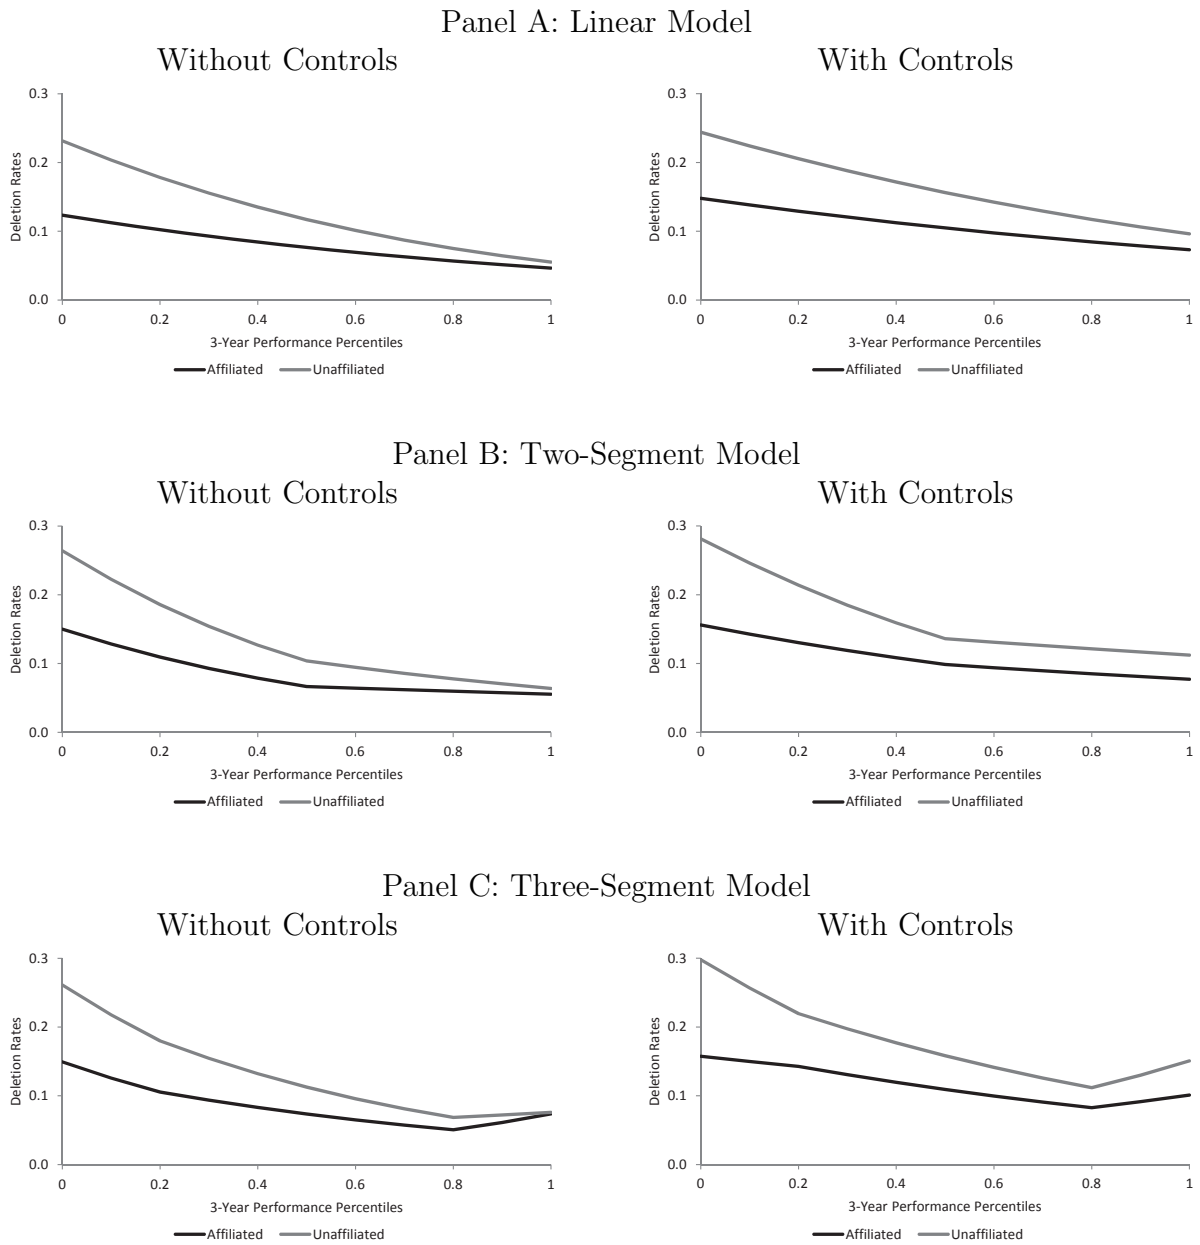 Panel A: Linear Model
Without Controls
0.3
0.2
0.1
0.0
Deletion Rates
0 0.2 0.4 0.6 0.8 1
3-Year Performance Percentiles
Affiliated Unaffiliated
With Controls
0.3
0.2
0.1
0.0
Deletion Rates
0 0.2 0.4 0.6 0.8 1
3-Year Performance Percentiles
Affiliated Unaffiliated
Panel B: Two-Segment Model
Without Controls
0.3
0.2
0.1
0.0
Deletion Rates
0 0.2 0.4 0.6 0.8 1
3-Year Performance Percentiles
Affiliated Unaffiliated
With Controls
0.3
0.2
0.1
0.0
Deletion Rates
0 0.2 0.4 0.6 0.8 1
3-Year Performance Percentiles
Affiliated Unaffiliated
Panel C: Three-Segment Model
Without Controls
0.3
0.2
0.1
0.0
Deletion Rates
0 0.2 0.4 0.6 0.8 1
3-Year Performance Percentiles
Affiliated Unaffiliated
With Controls
0.3
0.2
0.1
0.0
Deletion Rates
0 0.2 0.4 0.6 0.8 1
3-Year Performance Percentiles
Affiliated Unaffiliated